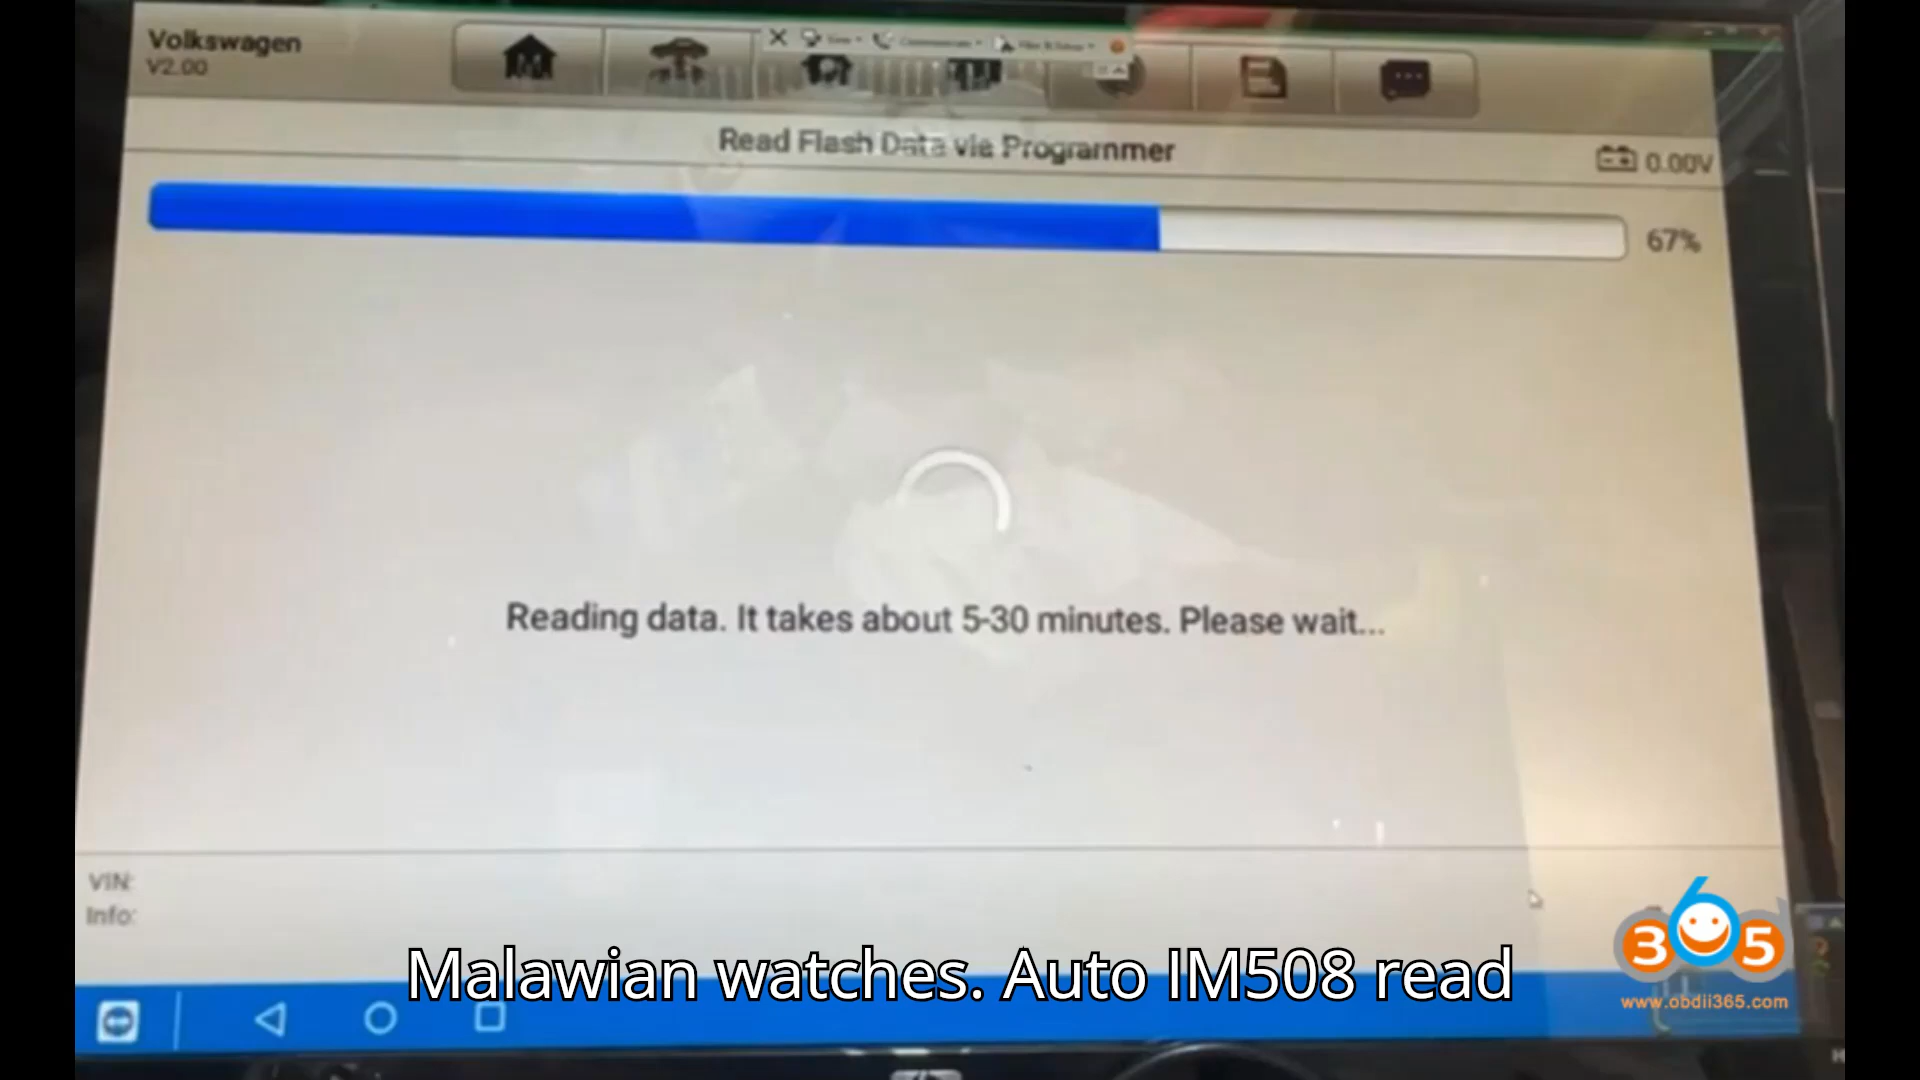 Volkswagen
V2.00
Read Flash Data via Programmer
0.00V
67%
Reading data. It takes about 5-30 minutes. Please wait...
VIN:
Info:
Malawian watches. Auto IM508 read
365
www.obdii365.com